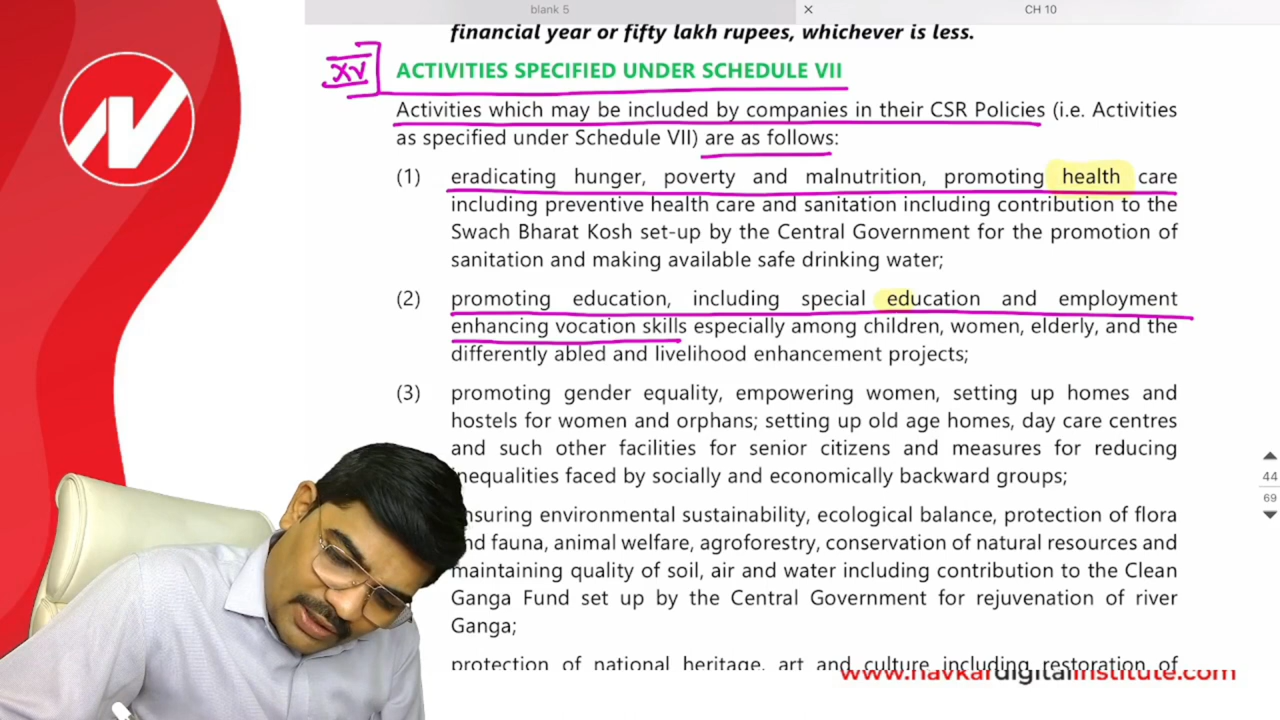 blank 5
CH 10
financial year or fifty lakh rupees, whichever is less.
XV
ACTIVITIES SPECIFIED UNDER SCHEDULE VII
Activities which may be included by companies in their CSR Policies (i.e. Activities
as specified under Schedule VII) are as follows:
(1) eradicating hunger, poverty and malnutrition, promoting health care
including preventive health care and sanitation including contribution to the
Swach Bharat Kosh set-up by the Central Government for the promotion of
sanitation and making available safe drinking water;
(2) promoting education, including special education and employment
enhancing vocation skills especially among children, women, elderly, and the
differently abled and livelihood enhancement projects;
(3) promoting gender equality, empowering women, setting up homes and
hostels for women and orphans; setting up old age homes, day care centres
and such other facilities for senior citizens and measures for reducing
inequalities faced by socially and economically backward groups;
44
69
ensuring environmental sustainability, ecological balance, protection of flora
and fauna, animal welfare, agroforestry, conservation of natural resources and
maintaining quality of soil, air and water including contribution to the Clean
Ganga Fund set up by the Central Government for rejuvenation of river
Ganga;
protection of national heritage, art and culture including restoration of
www.navkardigitalinstitute.com